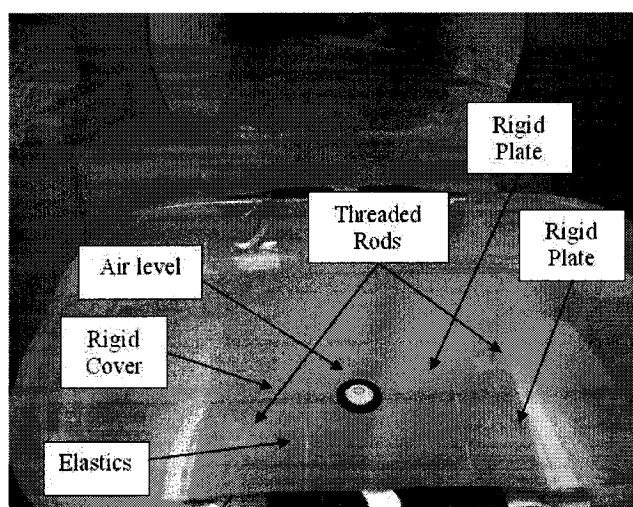 Rigid
Plate
Threaded
Rods
Rigid
Plate
Air level
Rigid
Cover
Elastics